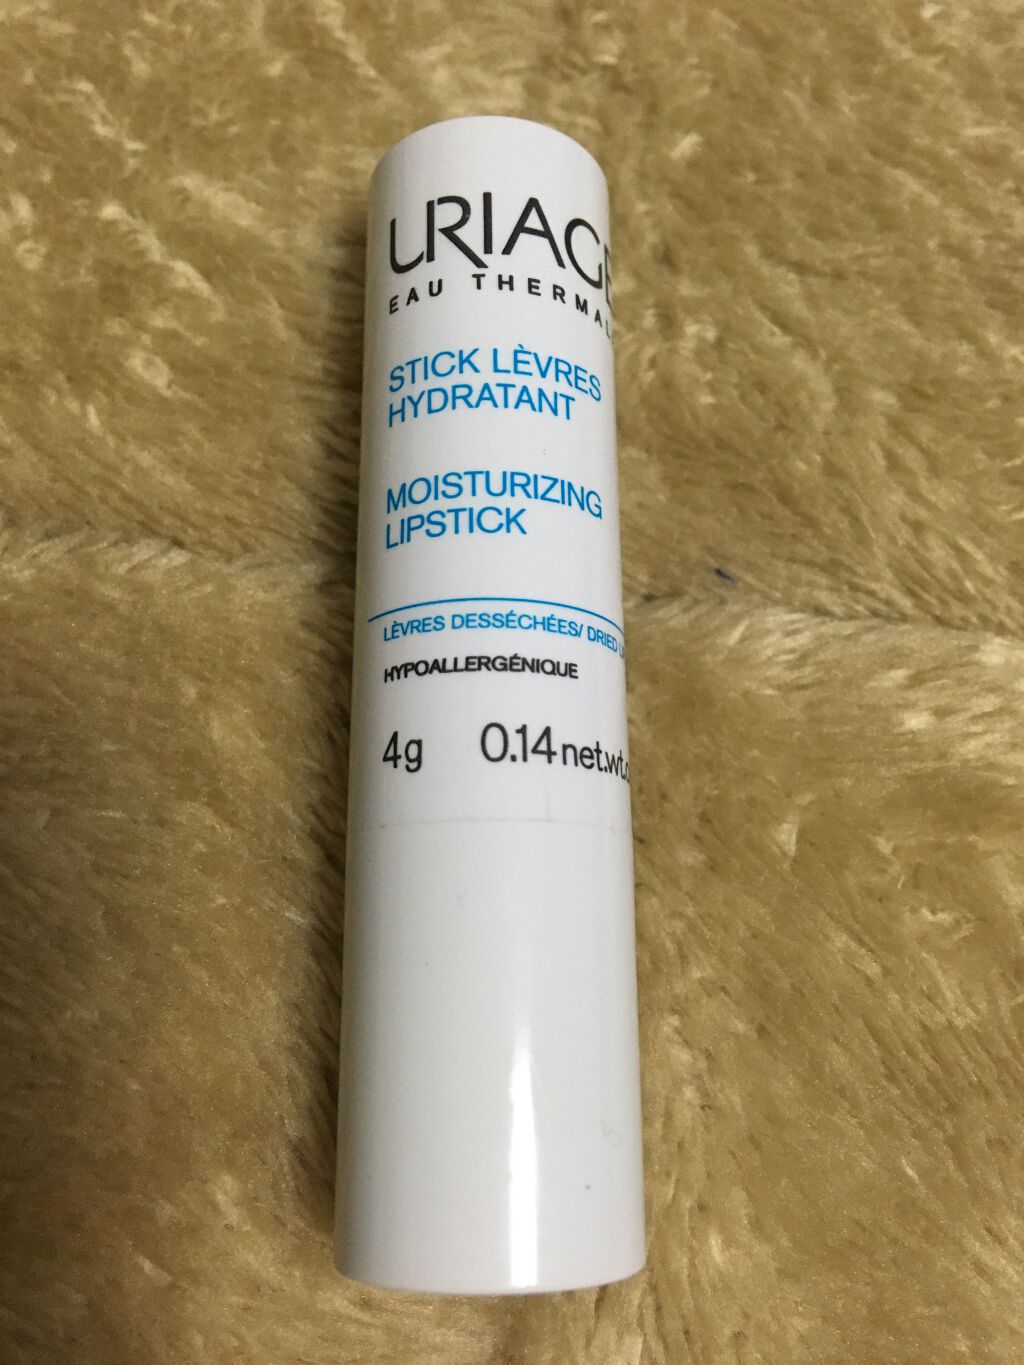 URIAGE
EAU THERMAL
STICK LÈVRES
HYDRATANT
MOISTURIZING
LIPSTICK
LÈVRES DESSÉCHÉES/ DRIED
HYPOALLERGÉNIQUE
4g 0.14 net.wt.